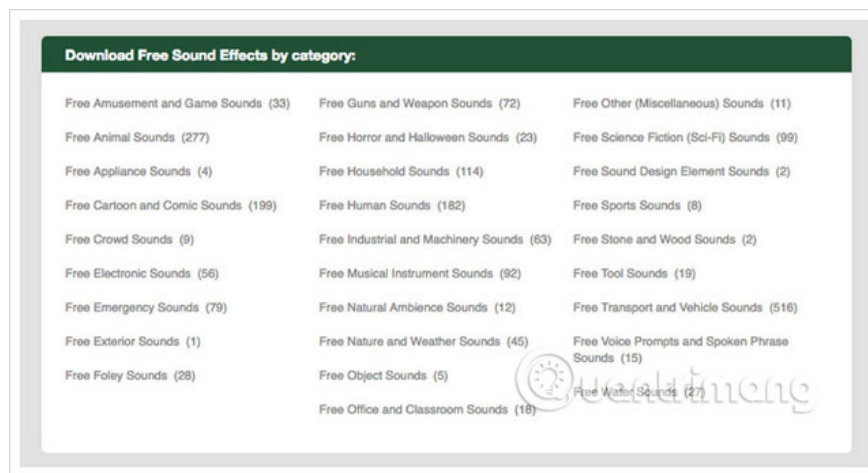 Download Free Sound Effects by category:
Free Amusement and Game Sounds (33)
Free Animal Sounds (277)
Free Appliance Sounds (4)
Free Cartoon and Comic Sounds (199)
Free Crowd Sounds (9)
Free Electronic Sounds (56)
Free Emergency Sounds (79)
Free Exterior Sounds (1)
Free Foley Sounds (28)
Free Guns and Weapon Sounds (72)
Free Horror and Halloween Sounds (23)
Free Household Sounds (114)
Free Human Sounds (182)
Free Industrial and Machinery Sounds (63)
Free Musical Instrument Sounds (92)
Free Natural Ambience Sounds (12)
Free Nature and Weather Sounds (45)
Free Object Sounds (5)
Free Office and Classroom Sounds (18)
Free Other (Miscellaneous) Sounds (11)
Free Science Fiction (Sci-Fi) Sounds (99)
Free Sound Design Element Sounds (2)
Free Sports Sounds (8)
Free Stone and Wood Sounds (2)
Free Tool Sounds (19)
Free Transport and Vehicle Sounds (516)
Free Voice Prompts and Spoken Phrase
Sounds (15)
Free Water Sounds (27)
Quantrimang